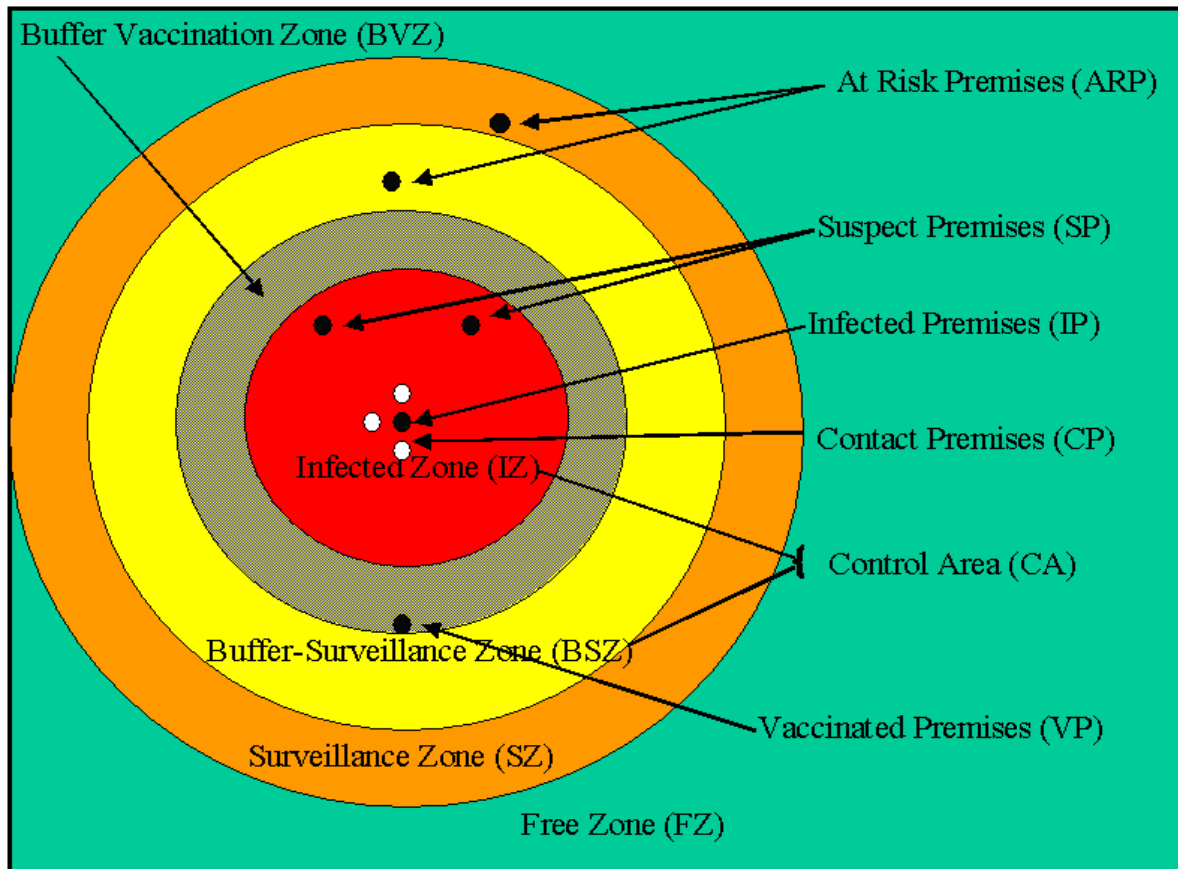 Buffer Vaccination Zone (BVZ)
At Risk Premises (ARP)
Suspect Premises (SP)
Infected Premises (IP)
Contact Premises (CP)
Infected Zone (IZ)
Control Area (CA)
Buffer-Surveillance Zone (BSZ)
Vaccinated Premises (VP)
Surveillance Zone (SZ)
Free Zone (FZ)